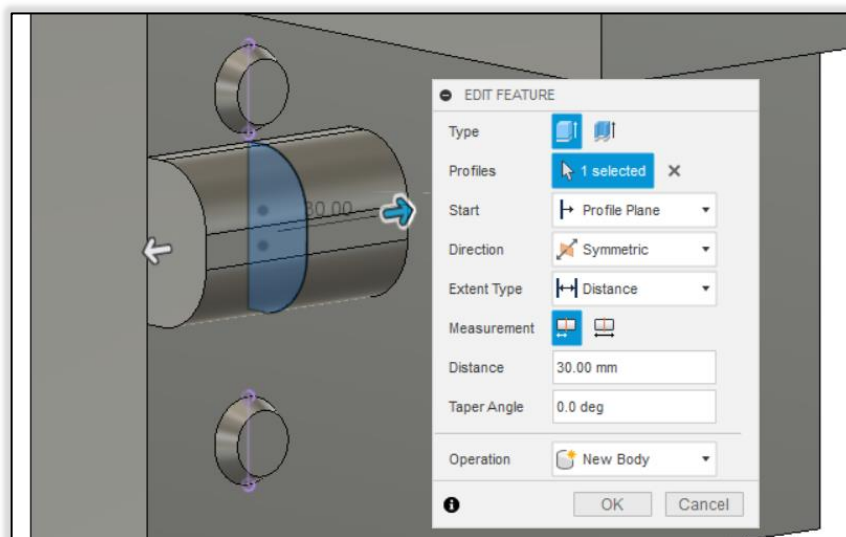 EDIT FEATURE
Type
Profiles 1 selected
Start Profile Plane
Direction Symmetric
Extent Type Distance
Measurement
Distance 30.00 mm
Taper Angle 0.0 deg
Operation New Body
OK Cancel
30.00